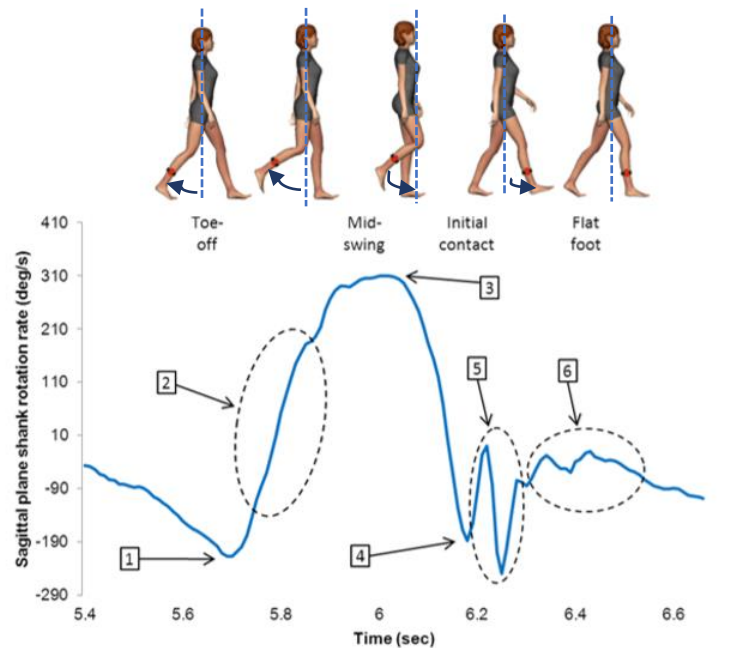 Toe-
off
Mid-
swing
Initial
contact
Flat
foot
Sagittal plane shank rotation rate (deg/s)
410
310
210
110
10
-90
-190
-290
1
2
3
4
5
6
5.4
5.6
5.8
6
6.2
6.4
6.6
Time (sec)